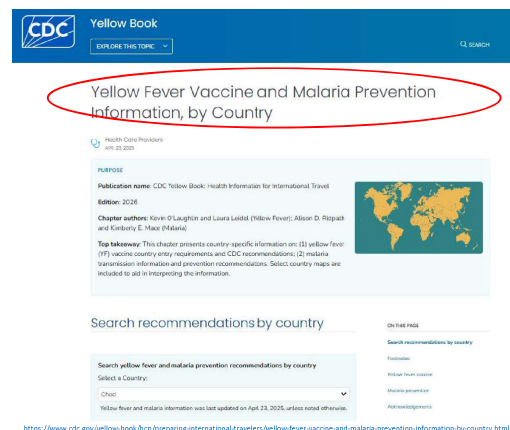 CDC
Yellow Book
EXPLORE THIS TOPIC
SEARCH
Yellow Fever Vaccine and Malaria Prevention
Information, by Country
Health Care Providers
APR. 23, 2025
PURPOSE
Publication name: CDC Yellow Book: Health Information for International Travel
Edition: 2026
Chapter authors: Kevin O'Laughlin and Laura Leidel (Yellow Fever); Alison D. Ridpath
and Kimberly E. Mace (Malaria)
Top takeaway: This chapter presents country-specific information on: (1) yellow fever
(YF) vaccine country entry requirements and CDC recommendations; (2) malaria
transmission information and prevention recommendations. Select country maps are
included to aid in interpreting the information.
Search recommendations by country
ON THIS PAGE
Search recommendations by country
Footnotes
Yellow fever vaccine
Malaria prevention
Acknowledgements
Search yellow fever and malaria prevention recommendations by country
Select a Country:
Chad
Yellow fever and malaria information was last updated on April 23, 2025, unless noted otherwise.
https://www.cdc.gov/yellow-book/hcp/preparing-international-travelers/yellow-fever-vaccine-and-malaria-prevention-information-by-country.html